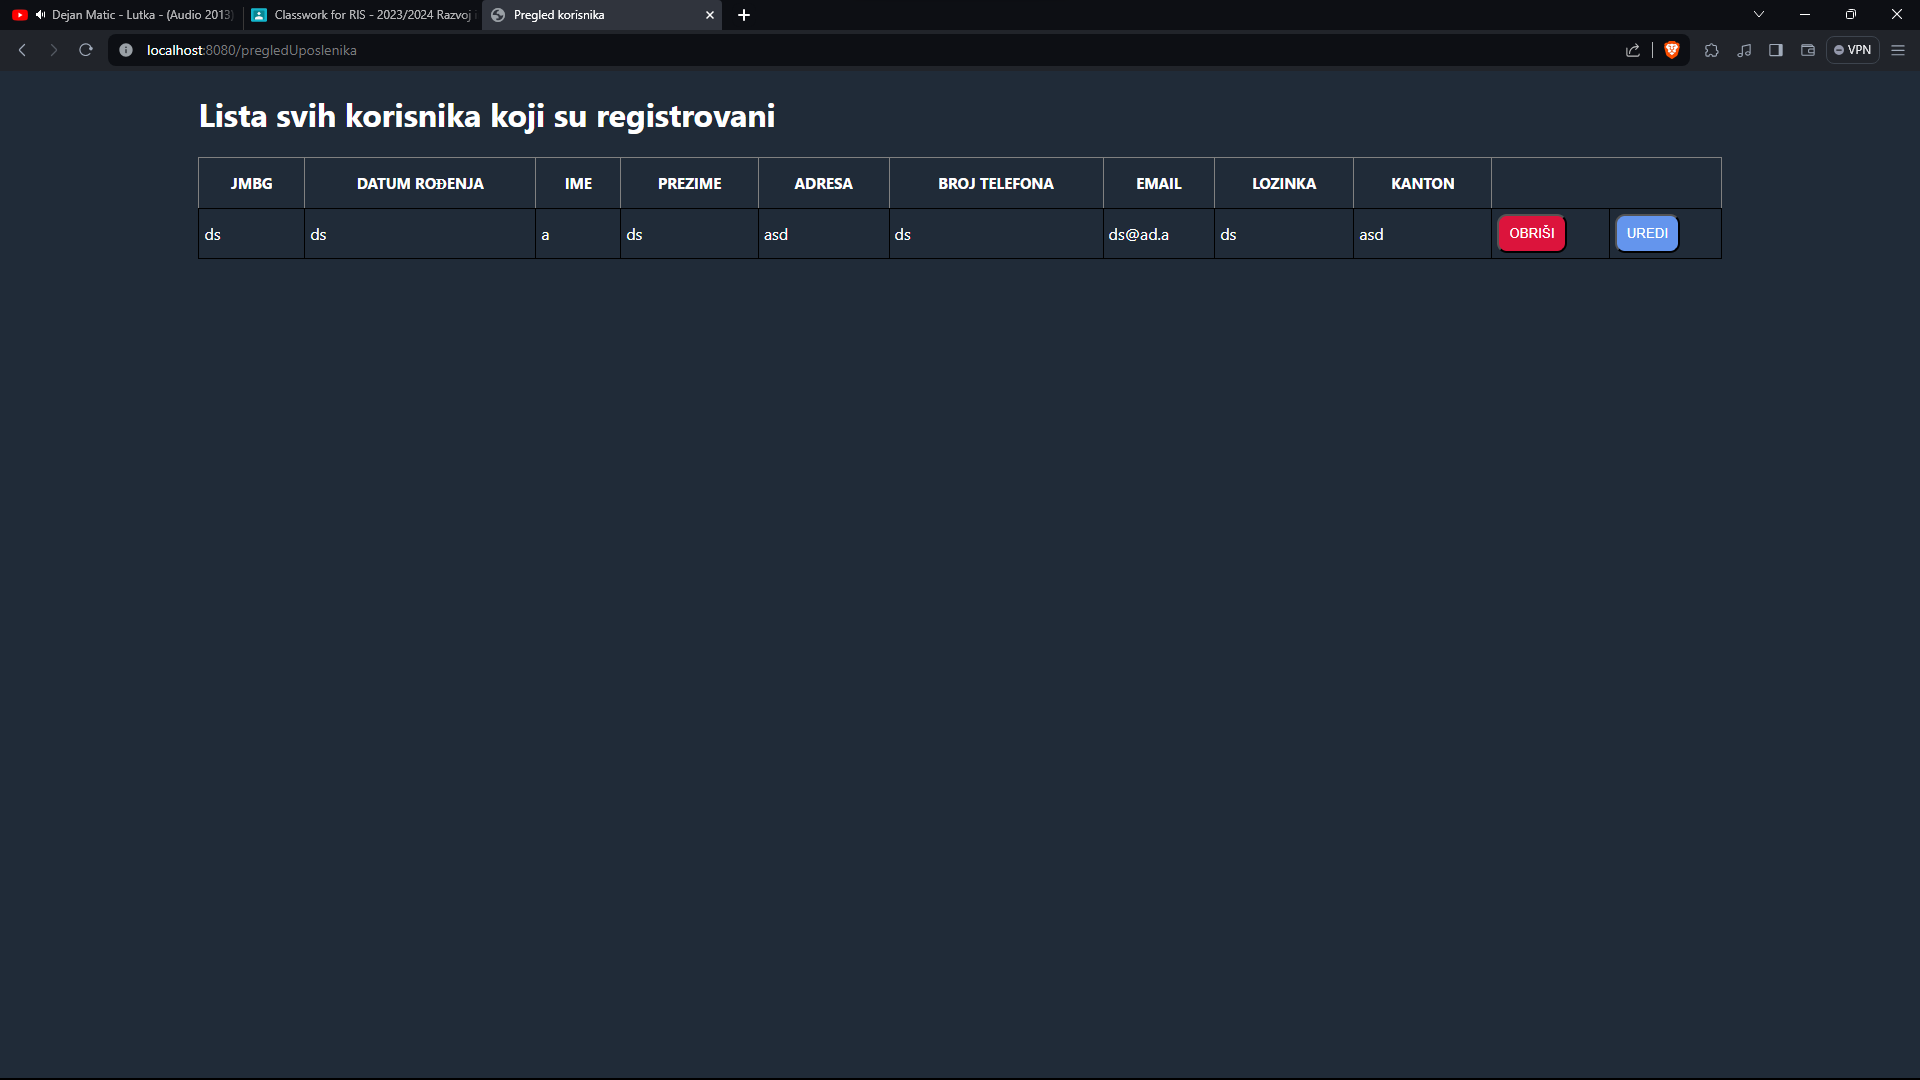 Dejan Matic - Lutka - (Audio 2013)
Classwork for RIS - 2023/2024 Razvoj i
Pregled korisnika
localhost:8080/pregledUposlenika
VPN
Lista svih korisnika koji su registrovani
JMBG DATUM ROĐENJA IME PREZIME ADRESA BROJ TELEFONA EMAIL LOZINKA KANTON
ds ds a ds asd ds ds@ad.a ds asd OBRIŠI UREDI